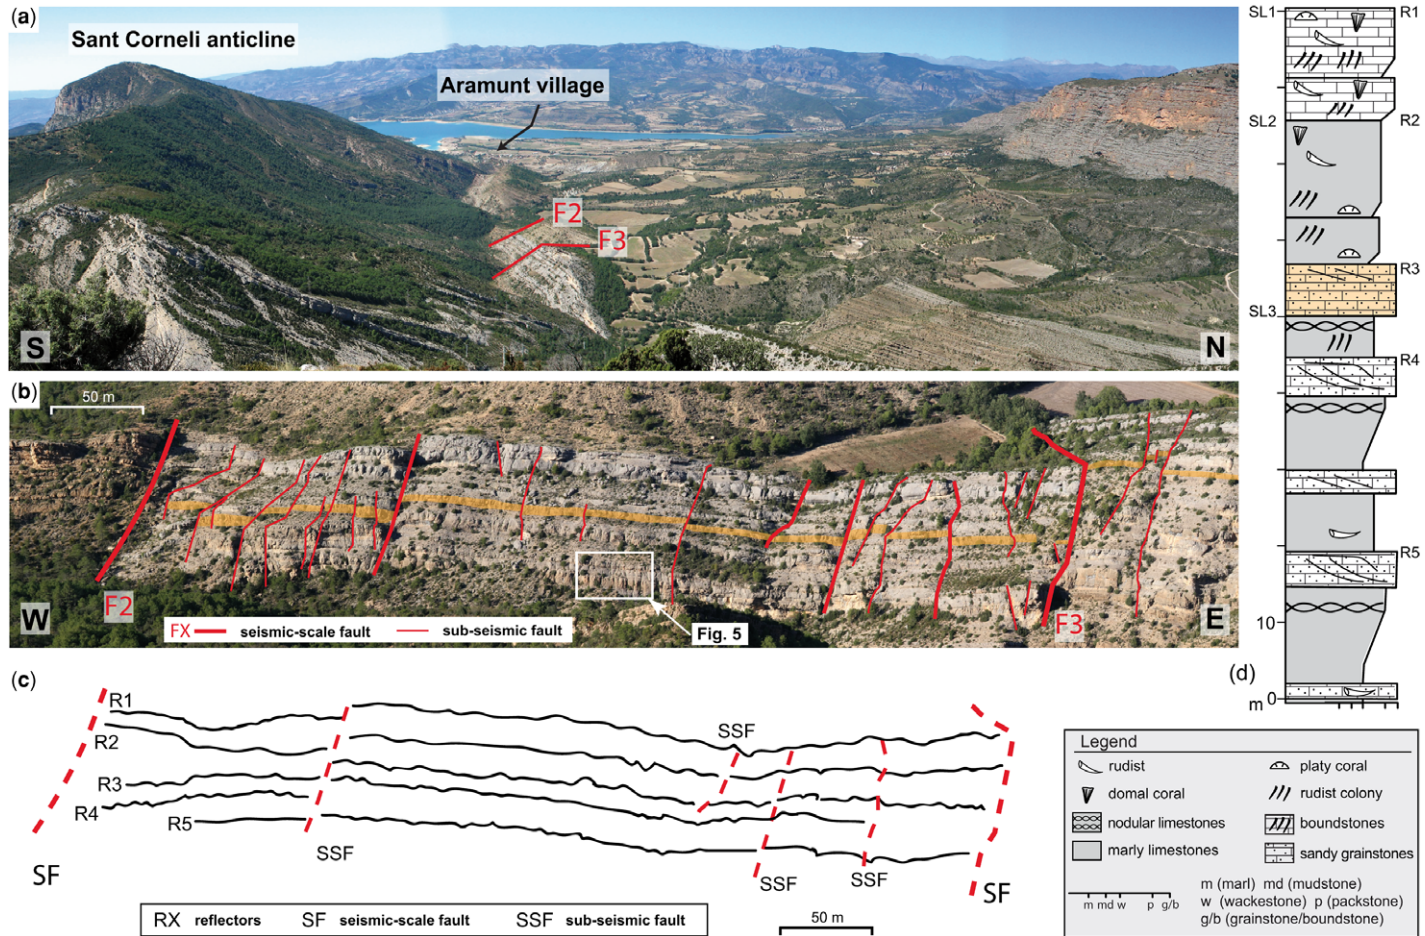 (a)
Sant Corneli anticline
Aramunt village
F2
F3
S
N
(b)
50 m
F2
W
FX seismic-scale fault sub-seismic fault
Fig. 5
F3
E
(c)
R1
R2
R3
R4
R5
SF
SSF
SSF
SSF
SSF
SF
RX reflectors SF seismic-scale fault SSF sub-seismic fault
50 m
SL1 R1
SL2 R2
R3
SL3
R4
R5
10
(d)
0
m
Legend
rudist platy coral
domal coral rudist colony
nodular limestones boundstones
marly limestones sandy grainstones
m md w p g/b
m (marl) md (mudstone)
w (wackestone) p (packstone)
g/b (grainstone/boundstone)